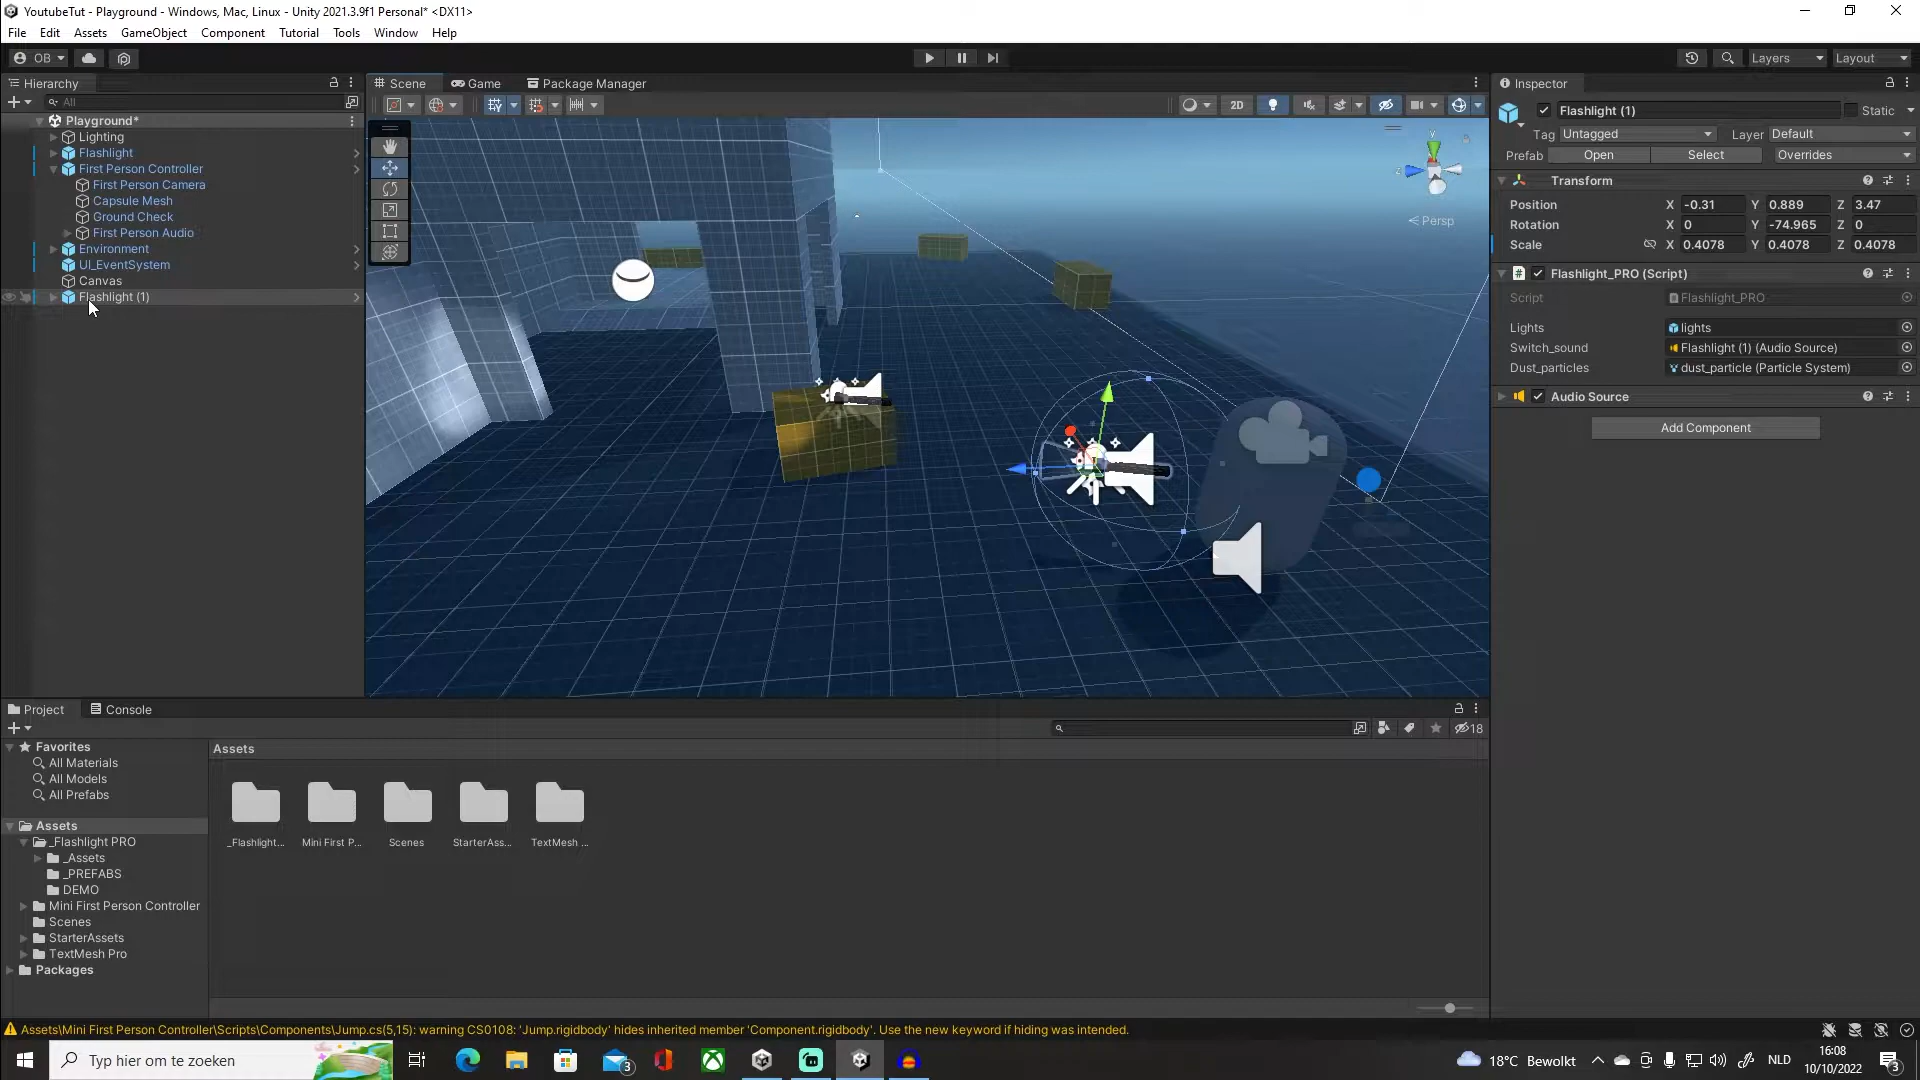 YoutubeTut - Playground - Windows, Mac, Linux - Unity 2021.3.9f1 Personal* <DX11>
File Edit Assets GameObject Component Tutorial Tools Window Help
OB
Layers
Layout
Hierarchy
All
Playground*
Lighting
Flashlight
First Person Controller
First Person Camera
Capsule Mesh
Ground Check
First Person Audio
Environment
UI_EventSystem
Canvas
Flashlight (1)
Scene
Game
Package Manager
2D
y
z
Persp
Inspector
Flashlight (1)
Static
Tag Untagged Layer Default
Prefab Open Select Overrides
Transform
Position X -0.31 Y 0.889 Z 3.47
Rotation X 0 Y -74.965 Z 0
Scale X 0.4078 Y 0.4078 Z 0.4078
Flashlight_PRO (Script)
Script Flashlight_PRO
Lights lights
Switch_sound Flashlight (1) (Audio Source)
Dust_particles dust_particle (Particle System)
Audio Source
Add Component
Project
Console
18
Favorites
All Materials
All Models
All Prefabs
Assets
_Flashlight PRO
_Assets
_PREFABS
DEMO
Mini First Person Controller
Scenes
StarterAssets
TextMesh Pro
Packages
Assets
_Flashlight... Mini First P... Scenes StarterAss... TextMesh ...
Assets\Mini First Person Controller\Scripts\Components\Jump.cs(5,15): warning CS0108: 'Jump.rigidbody' hides inherited member 'Component.rigidbody'. Use the new keyword if hiding was intended.
Typ hier om te zoeken
3
18°C Bewolkt
NLD
16:08
10/10/2022
3